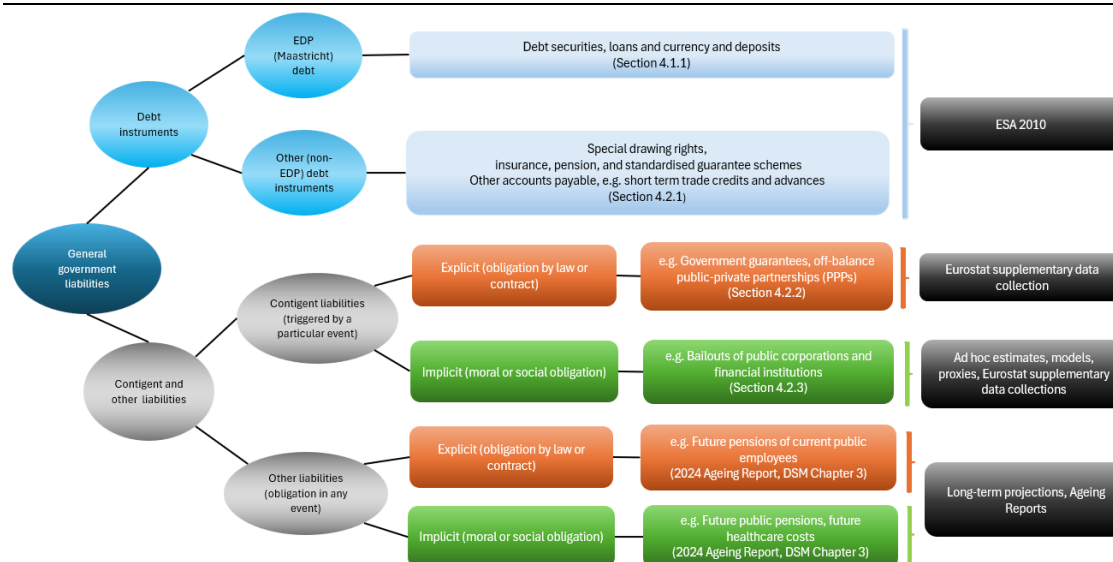 EDP
(Maastricht)
debt
Debt securities, loans and currency and deposits
(Section 4.1.1)
Debt
instruments
ESA 2010
Other (non-
EDP) debt
instruments
Special drawing rights,
insurance, pension, and standardised guarantee schemes
Other accounts payable, e.g. short term trade credits and advances
(Section 4.2.1)
General
government
liabilities
Contigent liabilities
(triggered by a
particular event)
Explicit (obligation by law or
contract)
e.g. Government guarantees, off-balance
public-private partnerships (PPPs)
(Section 4.2.2)
Eurostat supplementary data
collection
Implicit (moral or social obligation)
e.g. Bailouts of public corporations and
financial institutions
(Section 4.2.3)
Ad hoc estimates, models,
proxies, Eurostat supplementary
data collections
Contigent and
other liabilities
Other liabilities
(obligation in any
event)
Explicit (obligation by law or
contract)
e.g. Future pensions of current public
employees
(2024 Ageing Report, DSM Chapter 3)
Long-term projections, Ageing
Reports
Implicit (moral or social obligation)
e.g. Future public pensions, future
healthcare costs
(2024 Ageing Report, DSM Chapter 3)